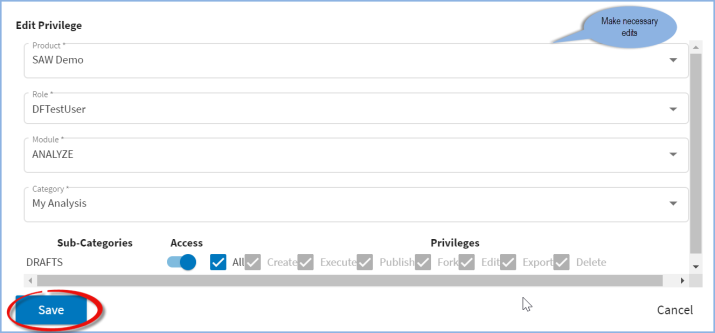 Edit Privilege
Make necessary
edits
Product *
SAW Demo
Role *
DFTestUser
Module *
ANALYZE
Category *
My Analysis
Sub-Categories Access Privileges
DRAFTS All Create Execute Publish Fork Edit Export Delete
Save Cancel